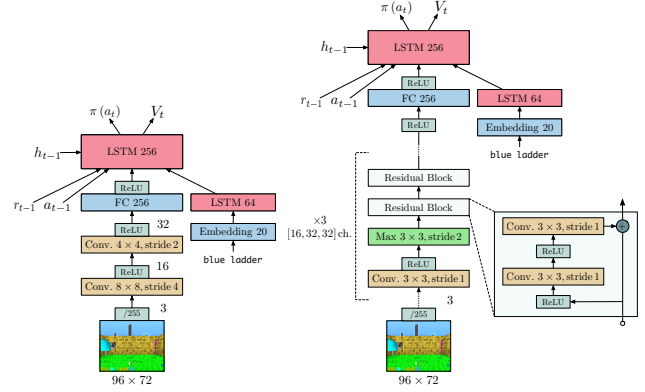 π (a_t) V_t
h_{t−1}
LSTM 256
r_{t−1} a_{t−1}
ReLU
FC 256
LSTM 64
32
ReLU
Embedding 20
Conv. 4 × 4, stride 2
blue ladder
ReLU
16
Conv. 8 × 8, stride 4
/255
3
96 × 72
π (a_t) V_t
h_{t−1}
LSTM 256
r_{t−1} a_{t−1}
ReLU
FC 256
LSTM 64
ReLU
Embedding 20
blue ladder
Residual Block
Residual Block
×3
[16, 32, 32] ch.
Max 3 × 3, stride 2
ReLU
Conv. 3 × 3, stride 1
3
/255
96 × 72
Conv. 3 × 3, stride 1
+
ReLU
Conv. 3 × 3, stride 1
ReLU